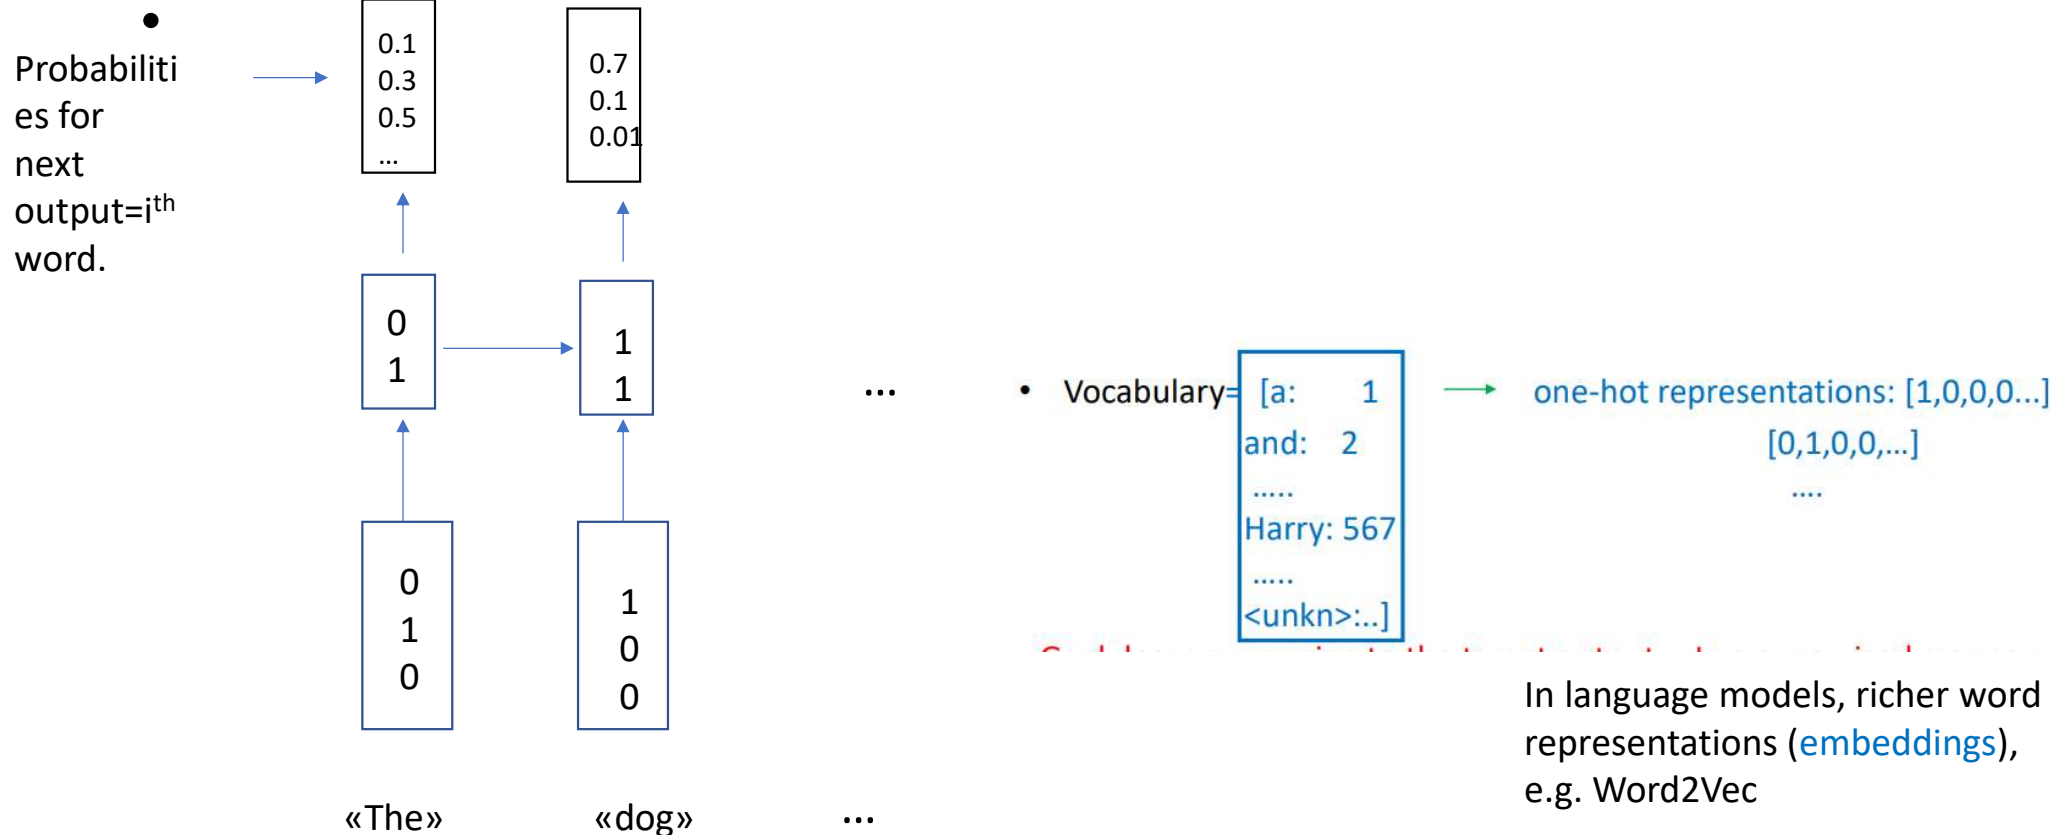 •
Probabiliti
es for
next
output=ith
word.
0.1
0.3
0.5
...
0.7
0.1
0.01
0
1
1
1
...
0
1
0
1
0
0
«The»
«dog»
...
• Vocabulary= [a: 1
and: 2
.....
Harry: 567
.....
<unkn>:..]
one-hot representations: [1,0,0,0...]
[0,1,0,0,...]
....
In language models, richer word
representations (embeddings),
e.g. Word2Vec